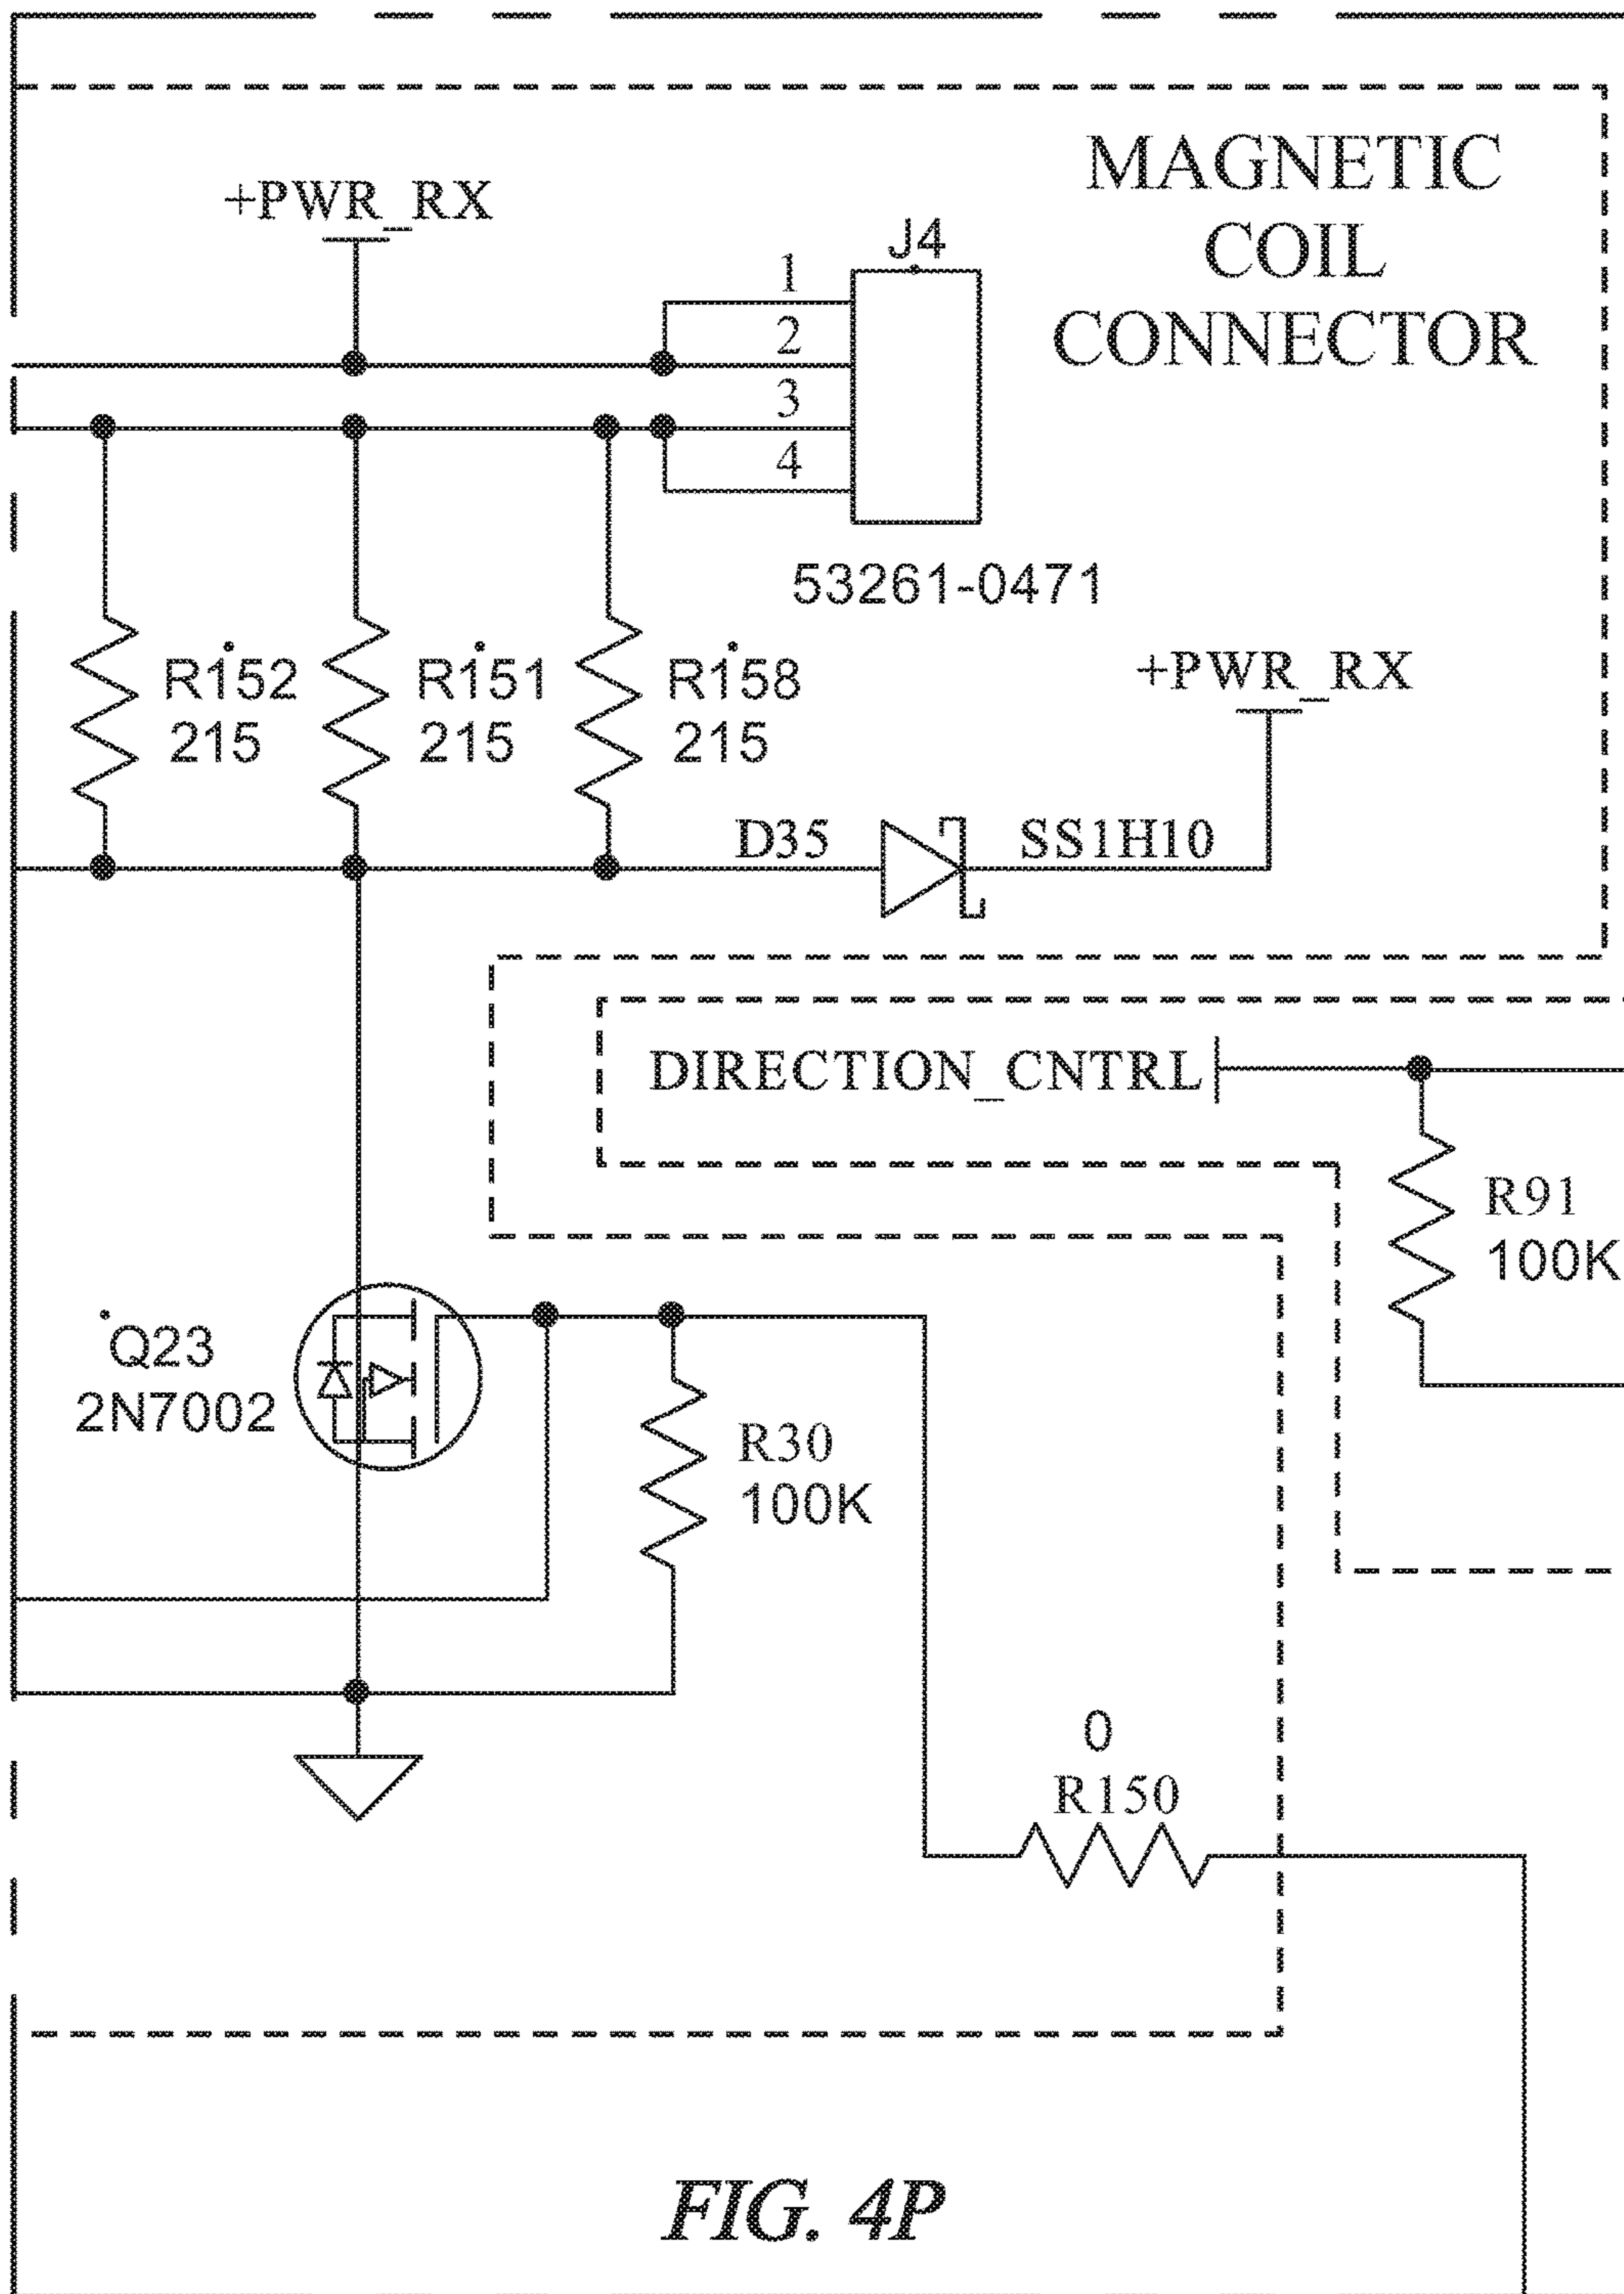 MAGNETIC
COIL
CONNECTOR
+PWR_RX
J4
1
2
3
4
53261-0471
R152
215
R151
215
R158
215
+PWR_RX
D35
SS1H10
DIRECTION_CNTRL
R91
100K
Q23
2N7002
R30
100K
0
R150
FIG. 4P